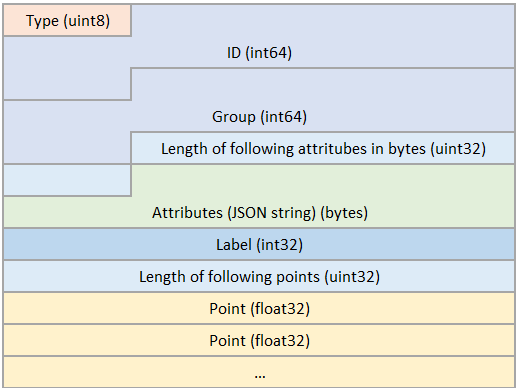 Type (uint8)
ID (int64)
Group (int64)
Length of following attritubes in bytes (uint32)
Attributes (JSON string) (bytes)
Label (int32)
Length of following points (uint32)
Point (float32)
Point (float32)
...